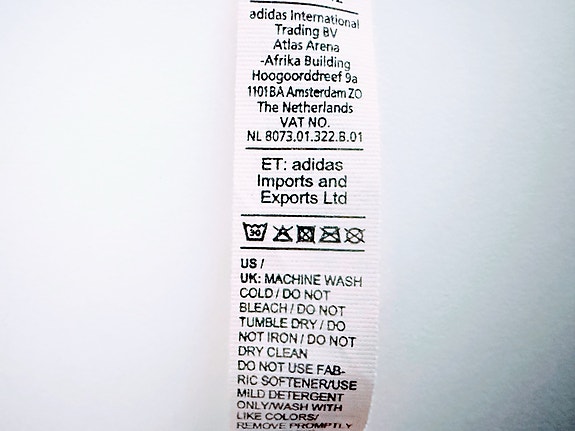 adidas International
Trading BV
Atlas Arena
-Afrika Building
Hoogoorddreef 9a
1101BA Amsterdam ZO
The Netherlands
VAT NO.
NL 8073.01.322.B.01
ET: adidas
Imports and
Exports Ltd
30
US /
UK: MACHINE WASH
COLD / DO NOT
BLEACH / DO NOT
TUMBLE DRY / DO
NOT IRON / DO NOT
DRY CLEAN
DO NOT USE FAB-
RIC SOFTENER/USE
MILD DETERGENT
ONLY/WASH WITH
LIKE COLORS/
REMOVE PROMPTLY